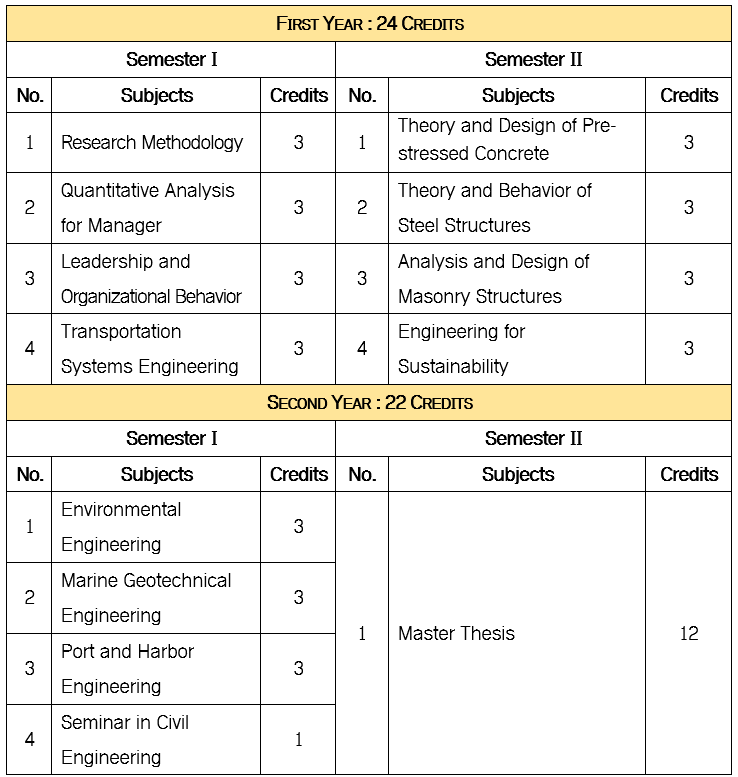 FIRST YEAR : 24 CREDITS
Semester I Semester II
No. Subjects Credits No. Subjects Credits
1 Research Methodology 3 1 Theory and Design of Pre-
stressed Concrete 3
2 Quantitative Analysis
for Manager 3 2 Theory and Behavior of
Steel Structures 3
3 Leadership and
Organizational Behavior 3 3 Analysis and Design of
Masonry Structures 3
4 Transportation
Systems Engineering 3 4 Engineering for
Sustainability 3
SECOND YEAR : 22 CREDITS
Semester I Semester II
No. Subjects Credits No. Subjects Credits
1 Environmental
Engineering 3
2 Marine Geotechnical
Engineering 3
3 Port and Harbor
Engineering 3
4 Seminar in Civil
Engineering 1
1 Master Thesis 12